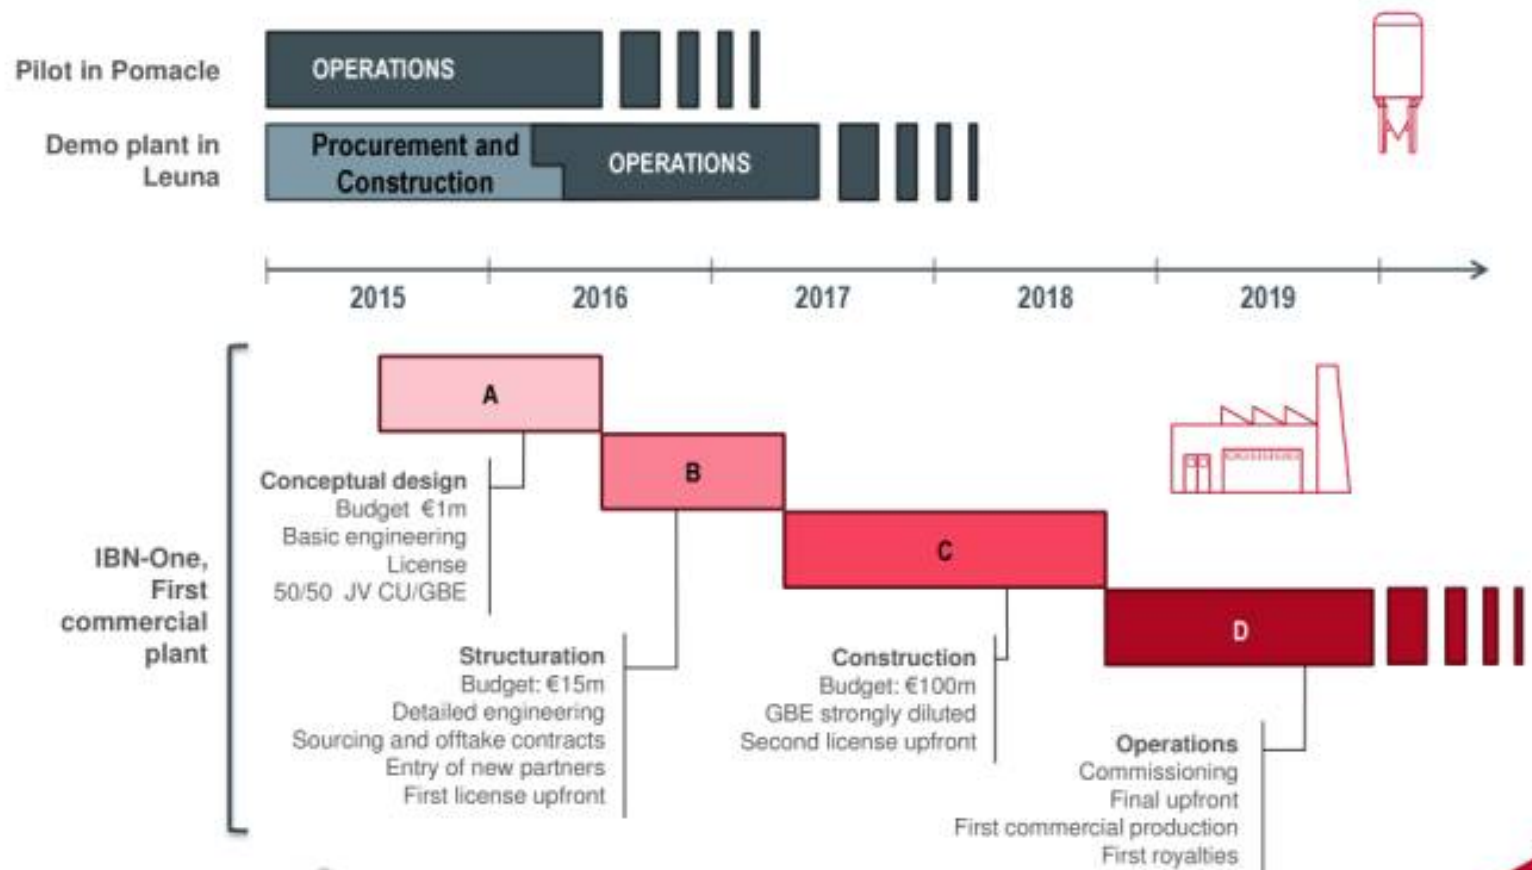 Pilot in Pomacle
OPERATIONS
Demo plant in
Leuna
Procurement and
Construction
OPERATIONS
2015 2016 2017 2018 2019
IBN-One,
First
commercial
plant
A
Conceptual design
Budget €1m
Basic engineering
License
50/50 JV CU/GBE
B
Structuration
Budget: €15m
Detailed engineering
Sourcing and offtake contracts
Entry of new partners
First license upfront
C
Construction
Budget: €100m
GBE strongly diluted
Second license upfront
D
Operations
Commissioning
Final upfront
First commercial production
First royalties